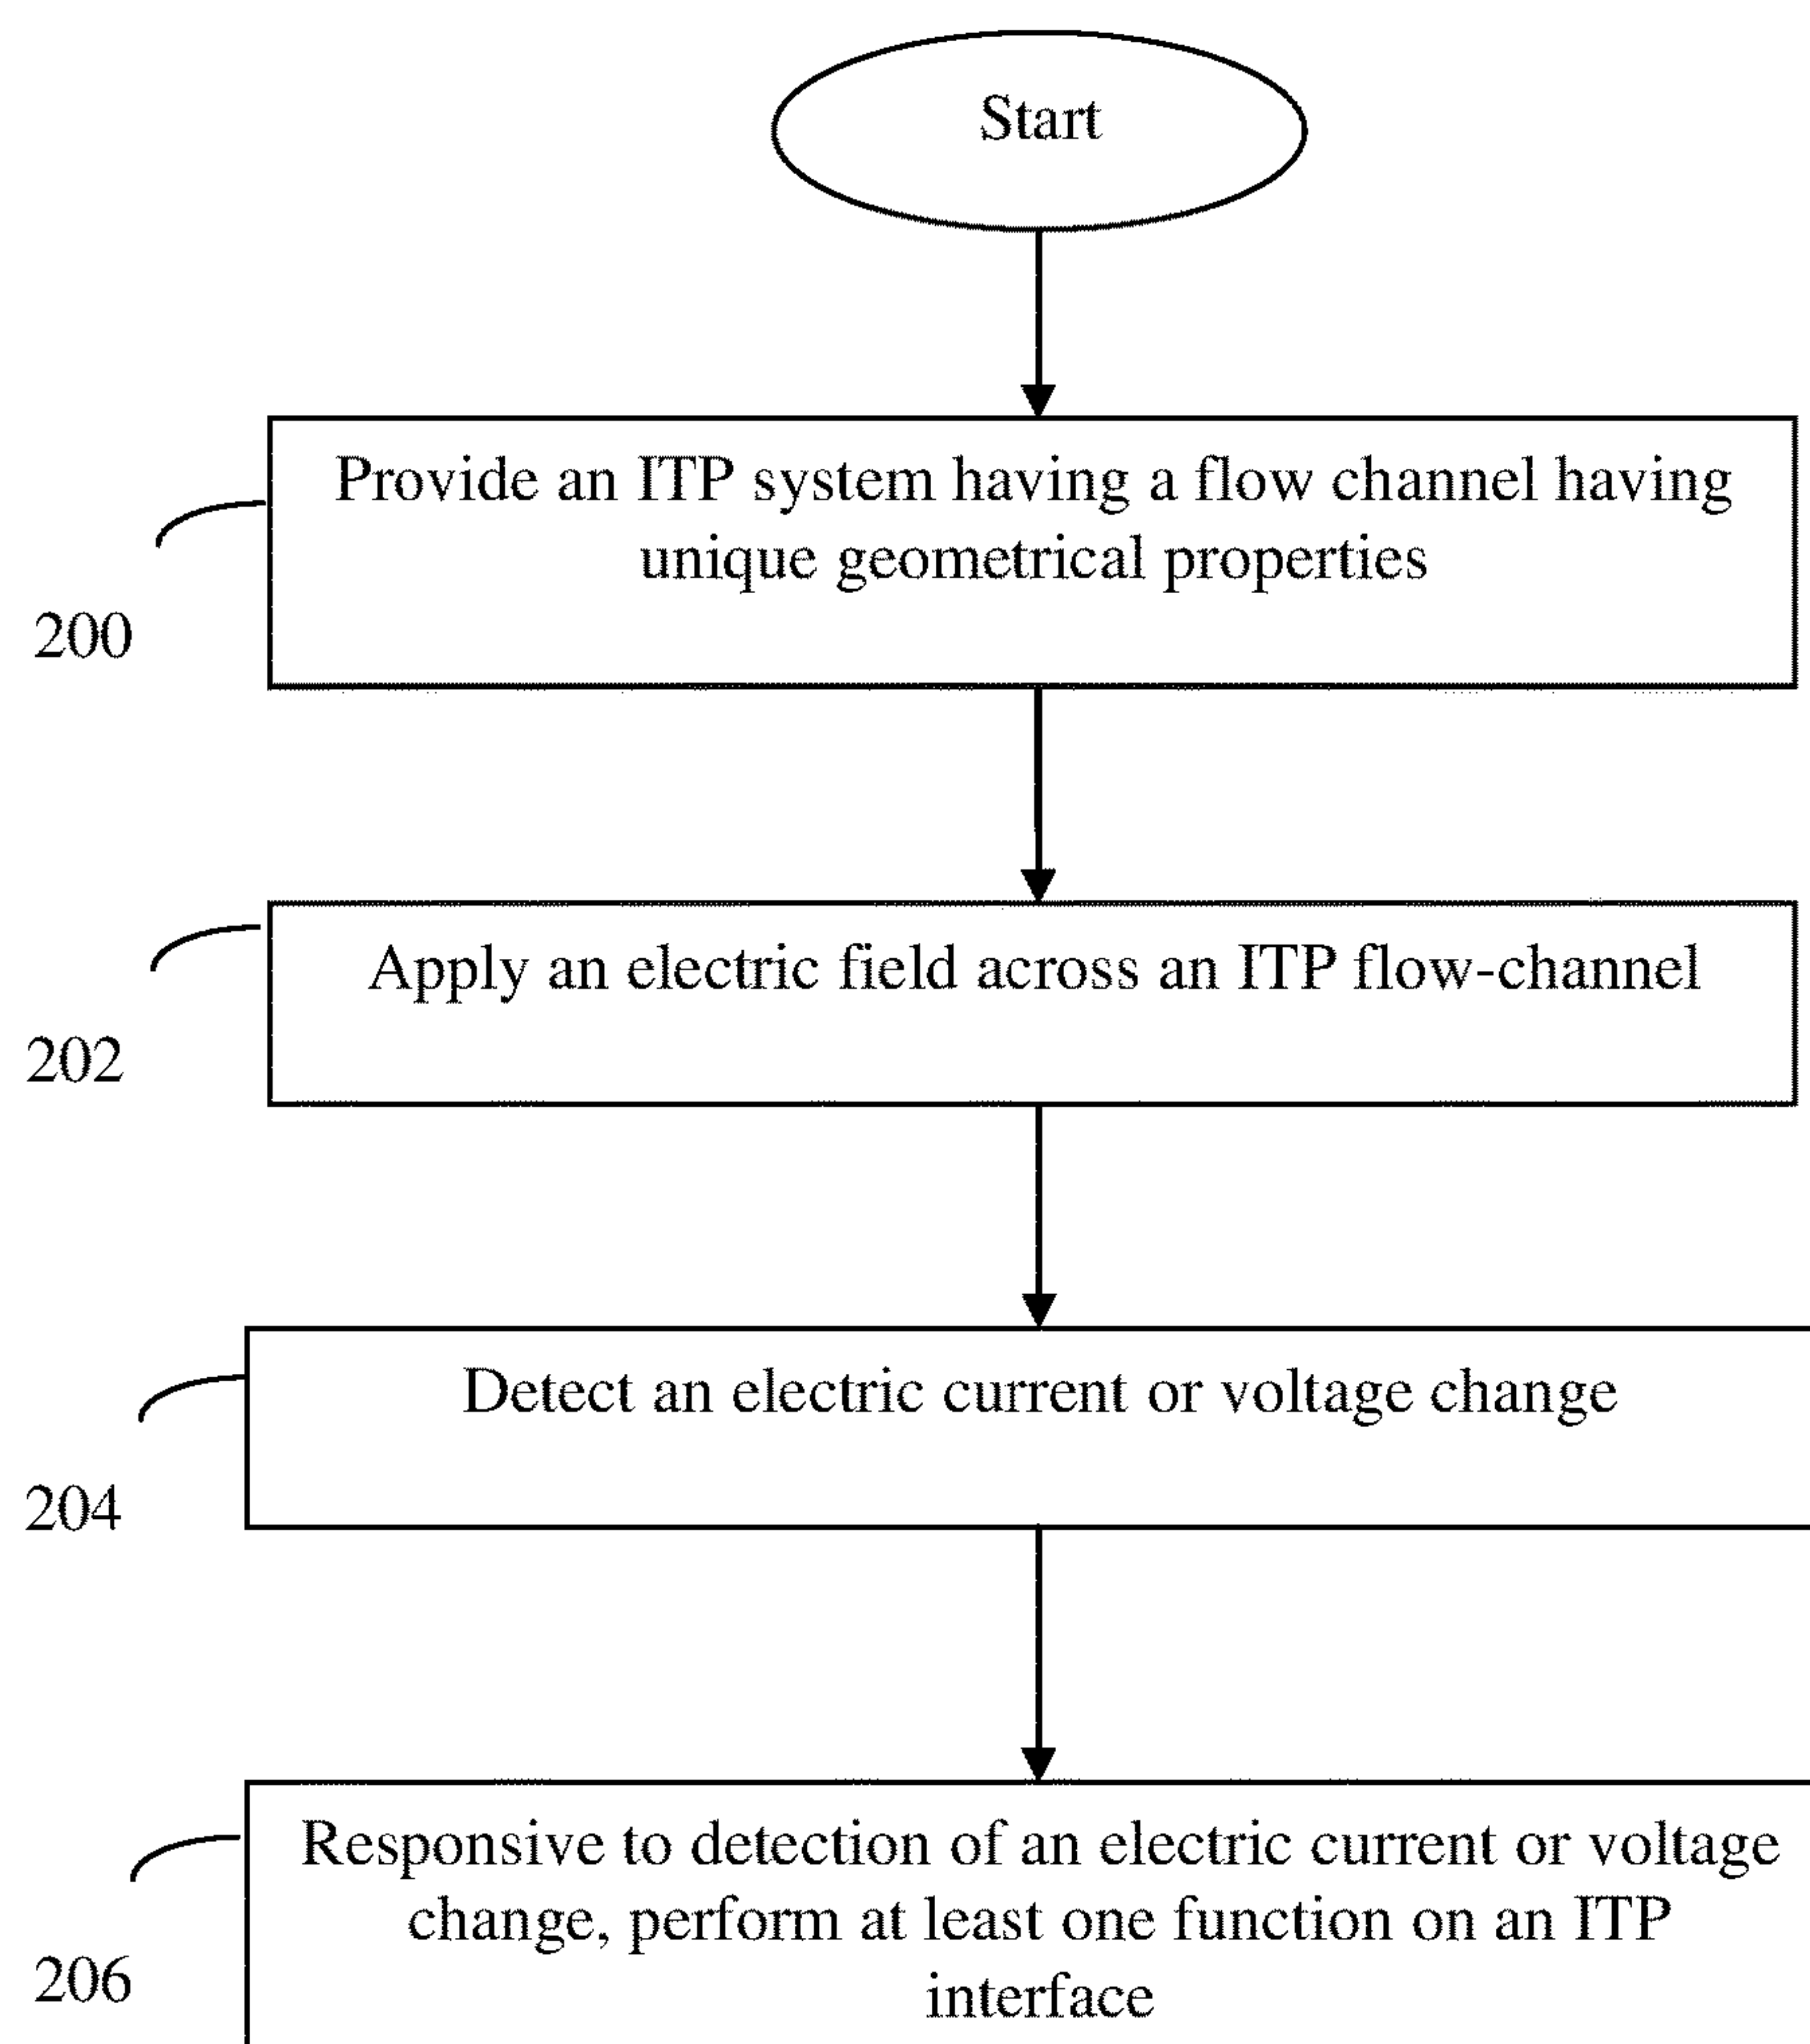 Start
Provide an ITP system having a flow channel having
unique geometrical properties
200
Apply an electric field across an ITP flow-channel
202
Detect an electric current or voltage change
204
Responsive to detection of an electric current or voltage
change, perform at least one function on an ITP
interface
206